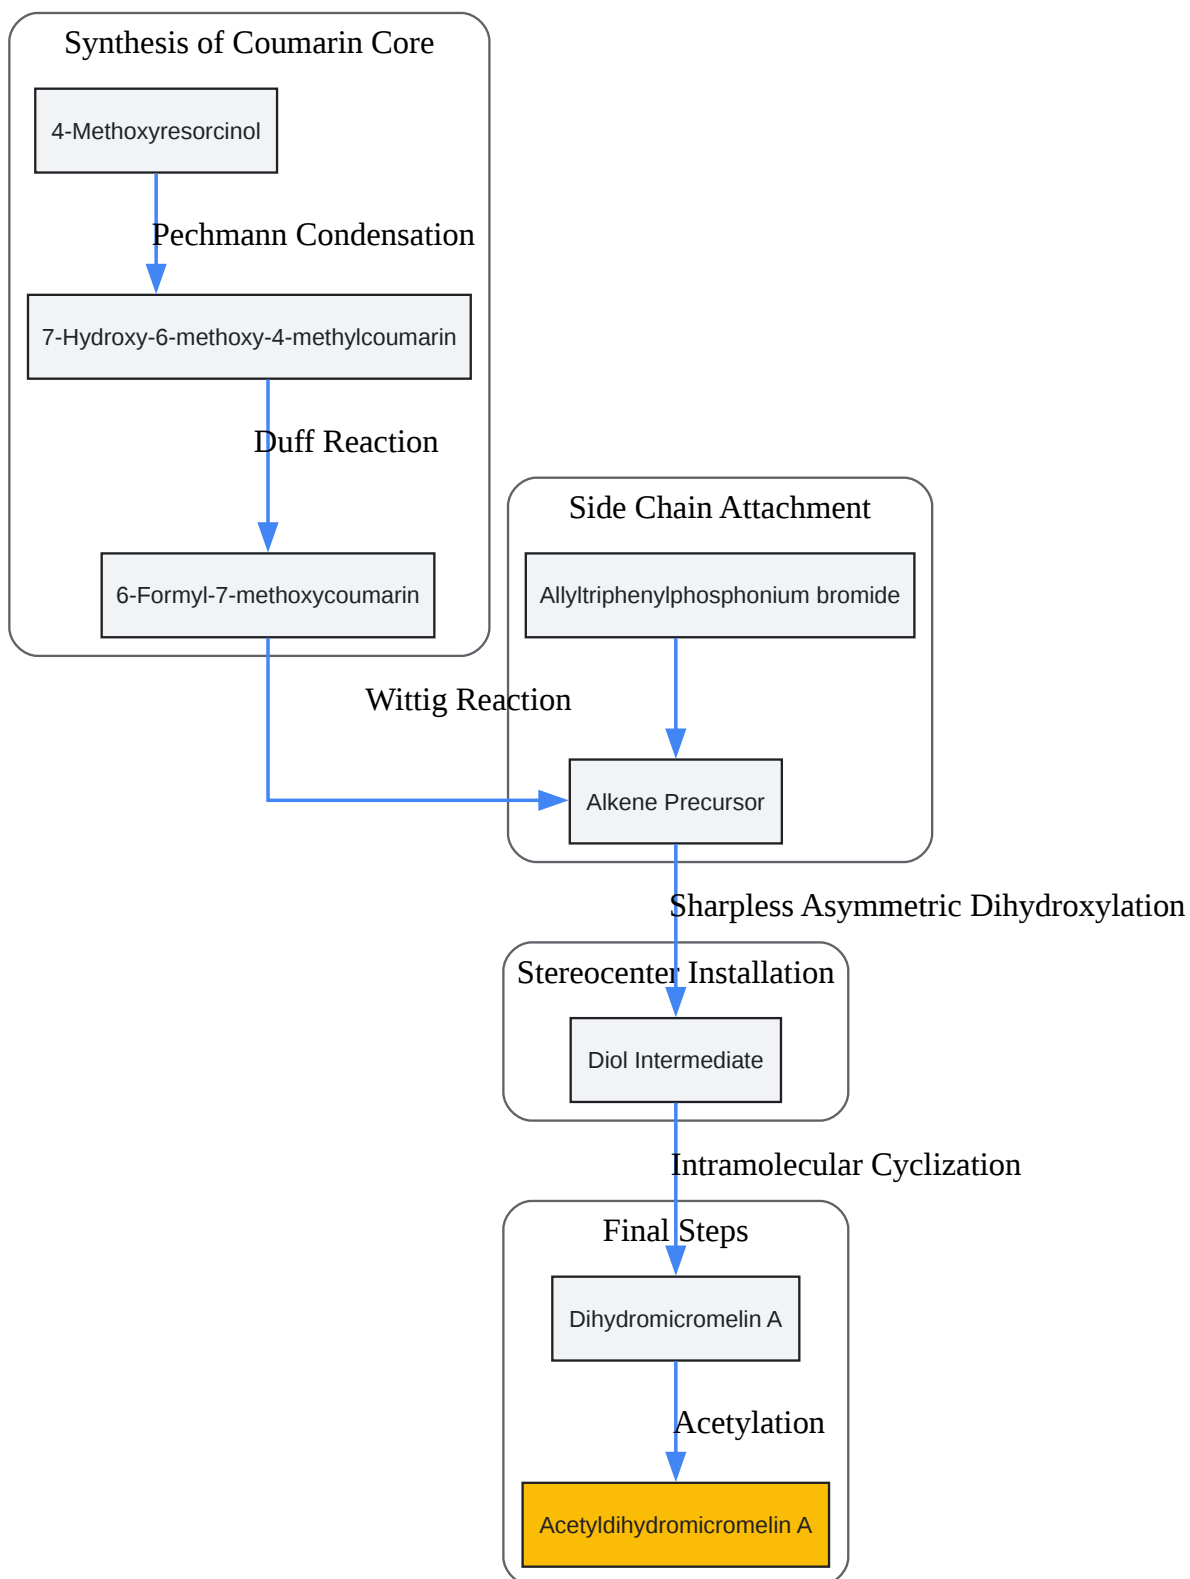 Synthesis of Coumarin Core
4-Methoxyresorcinol
Pechmann Condensation
7-Hydroxy-6-methoxy-4-methylcoumarin
Duff Reaction
6-Formyl-7-methoxycoumarin
Side Chain Attachment
Allyltriphenylphosphonium bromide
Wittig Reaction
Alkene Precursor
Sharpless Asymmetric Dihydroxylation
Stereocenter Installation
Diol Intermediate
Intramolecular Cyclization
Final Steps
Dihydromicromelin A
Acetylation
Acetyldihydromicromelin A